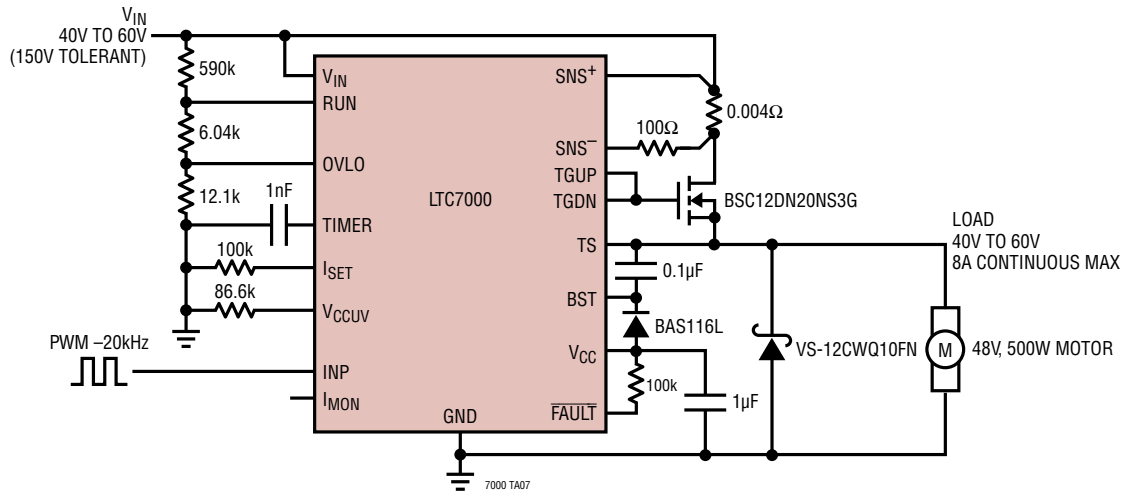 VIN
40V TO 60V
(150V TOLERANT)
590k
6.04k
12.1k
1nF
100k
86.6k
PWM –20kHz
VIN
RUN
OVLO
TIMER
ISET
VCCUV
INP
IMON
LTC7000
GND
SNS+
SNS–
TGUP
TGDN
TS
BST
VCC
FAULT
100Ω
0.004Ω
BSC12DN20NS3G
0.1µF
BAS116L
100k
1µF
VS-12CWQ10FN
LOAD
40V TO 60V
8A CONTINUOUS MAX
M
48V, 500W MOTOR
7000 TA07